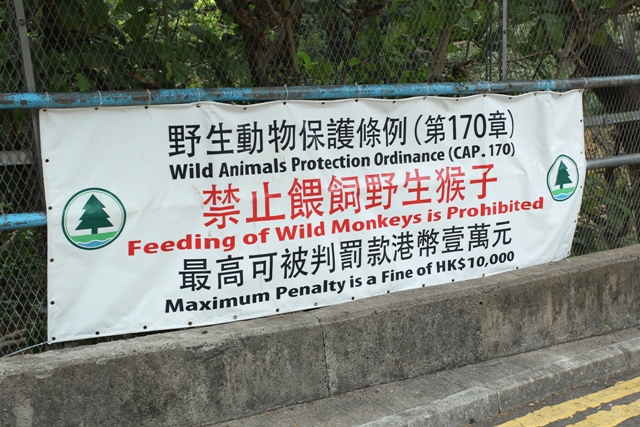 野生動物保護條例(第170章)
Wild Animals Protection Ordinance (CAP. 170)
禁止餵飼野生猴子
Feeding of Wild Monkeys is Prohibited
最高可被判罰款港幣壹萬元
Maximum Penalty is a Fine of HK$10,000